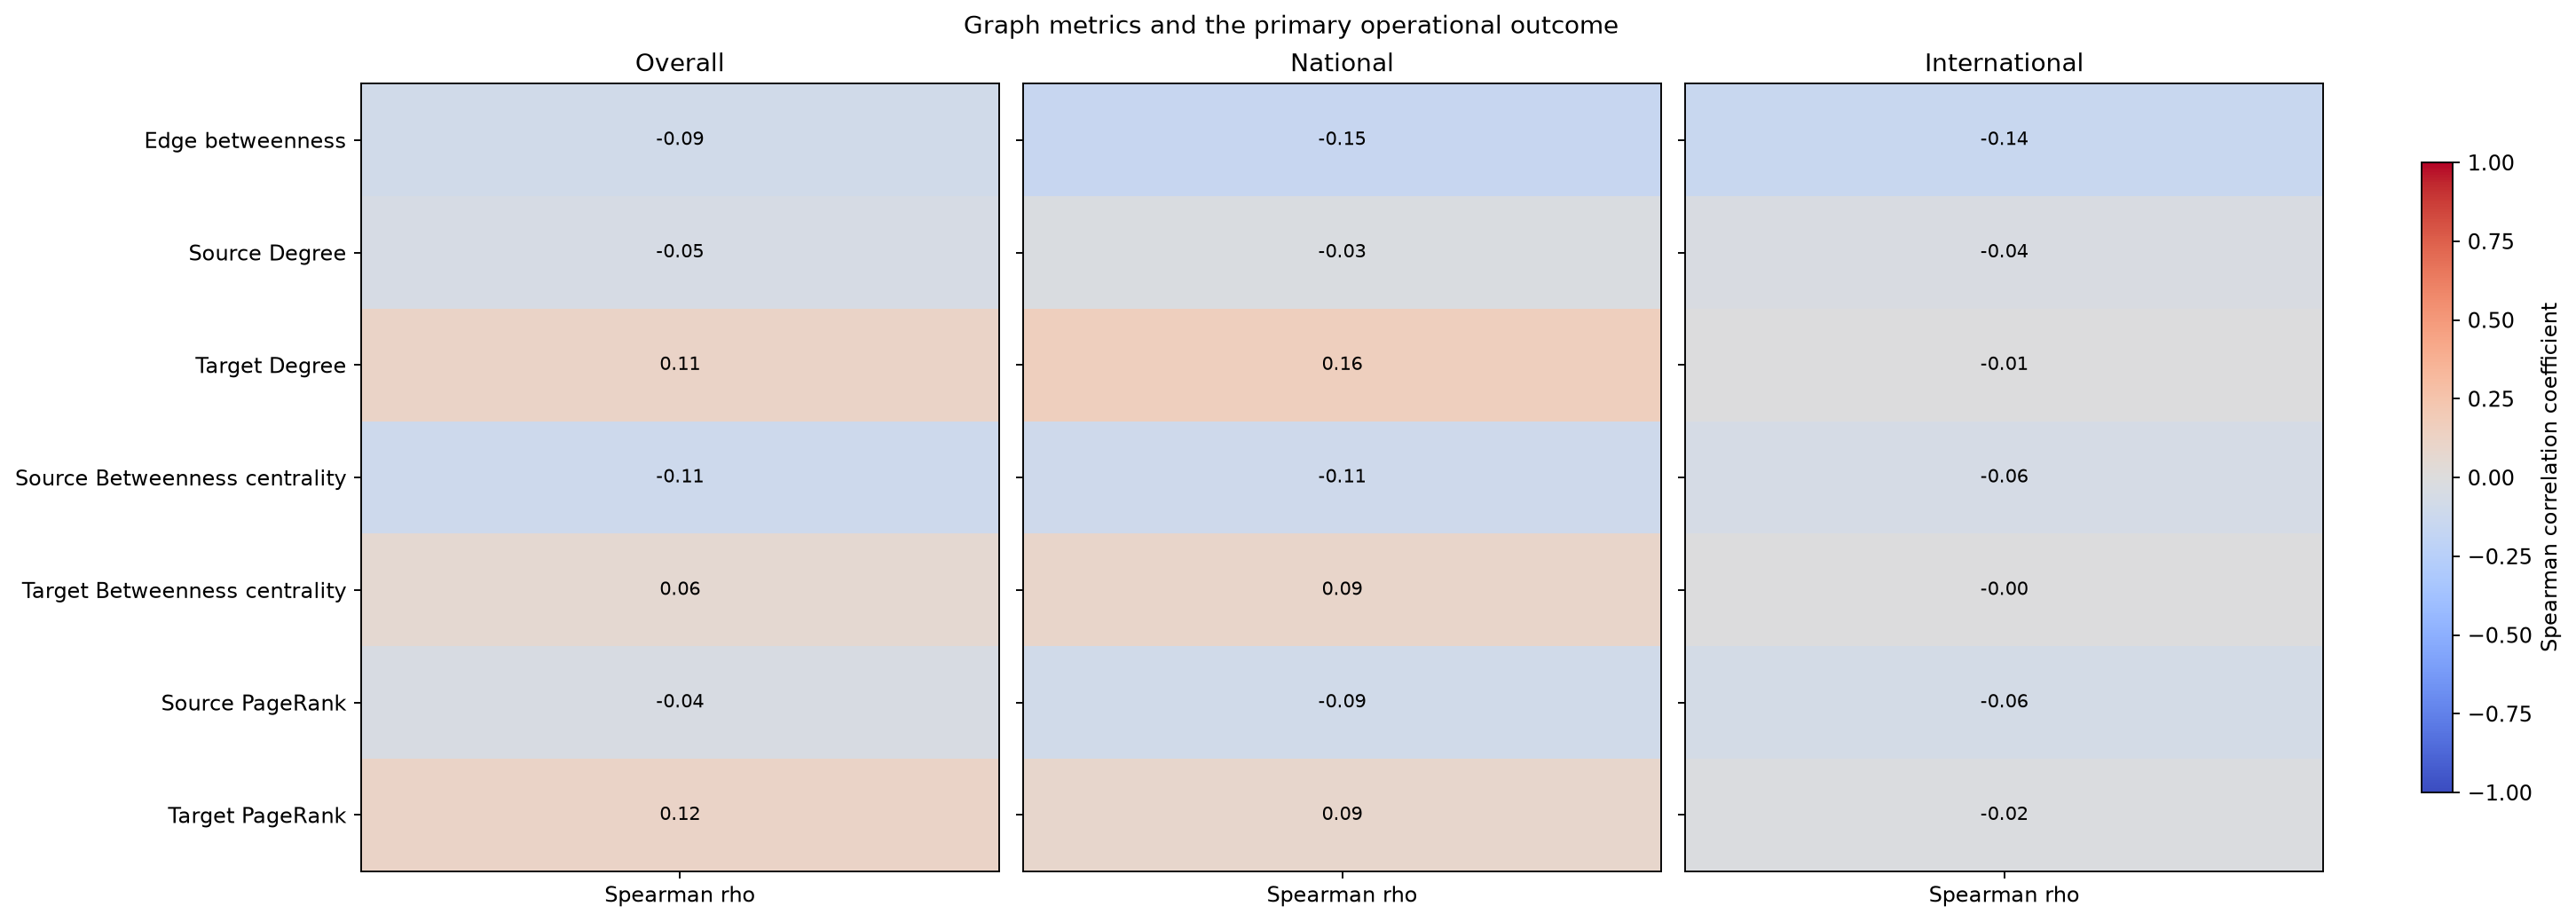 Graph metrics and the primary operational outcome
Overall National International
Edge betweenness -0.09 -0.15 -0.14
Source Degree -0.05 -0.03 -0.04
Target Degree 0.11 0.16 -0.01
Source Betweenness centrality -0.11 -0.11 -0.06
Target Betweenness centrality 0.06 0.09 -0.00
Source PageRank -0.04 -0.09 -0.06
Target PageRank 0.12 0.09 -0.02
Spearman rho Spearman rho Spearman rho
1.00
0.75
0.50
0.25
0.00
−0.25
−0.50
−0.75
−1.00
Spearman correlation coefficient